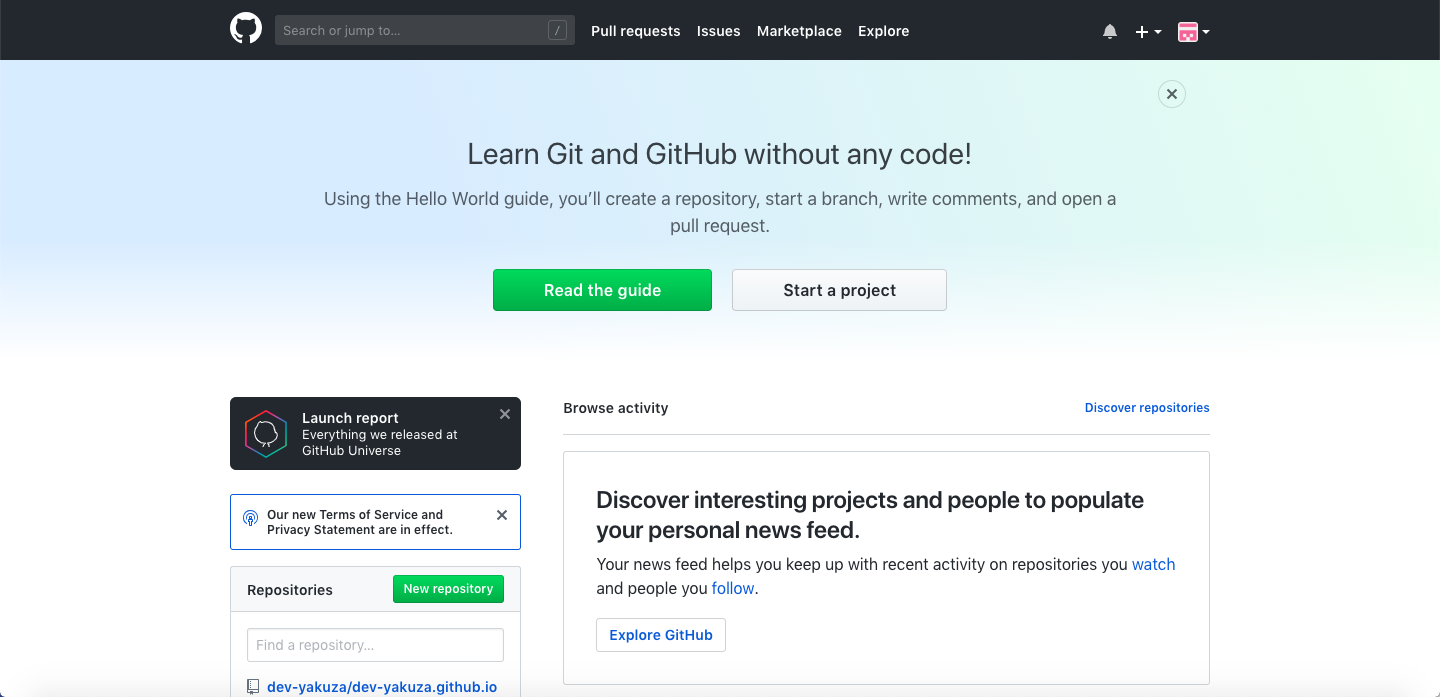 Search or jump to...
/
Pull requests
Issues
Marketplace
Explore
Learn Git and GitHub without any code!
Using the Hello World guide, you’ll create a repository, start a branch, write comments, and open a
pull request.
Read the guide
Start a project
Launch report
Everything we released at
GitHub Universe
Our new Terms of Service and
Privacy Statement are in effect.
Repositories
New repository
Find a repository...
dev-yakuza/dev-yakuza.github.io
Browse activity
Discover repositories
Discover interesting projects and people to populate
your personal news feed.
Your news feed helps you keep up with recent activity on repositories you watch
and people you follow.
Explore GitHub